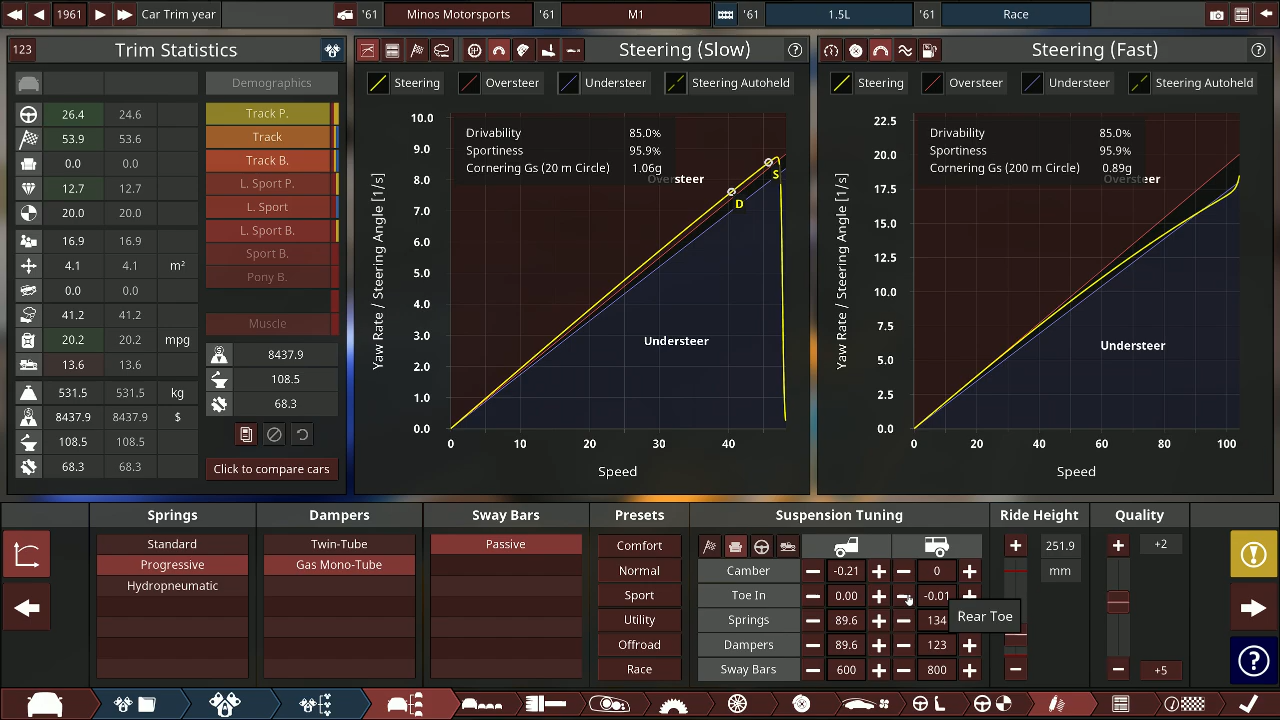 1961 Car Trim year '61 Minos Motorsports '61 M1 '61 1.5L '61 Race
123 Trim Statistics
26.4 24.6
53.9 53.6
0.0 0.0
12.7 12.7
20.0 20.0
16.9 16.9
4.1 4.1 m²
0.0 0.0
41.2 41.2
20.2 20.2 mpg
13.6 13.6
531.5 531.5 kg
8437.9 8437.9 $
108.5 108.5
68.3 68.3
Demographics
Track P.
Track
Track B.
L. Sport P.
L. Sport
L. Sport B.
Sport B.
Pony B.
Muscle
8437.9
108.5
68.3
Click to compare cars
Steering (Slow) ?
Steering Oversteer Understeer Steering Autoheld
Drivability 85.0%
Sportiness 95.9%
Cornering Gs (20 m Circle) 1.06g
Oversteer
S
D
Understeer
Yaw Rate / Steering Angle [1/s]
10.0
9.0
8.0
7.0
6.0
5.0
4.0
3.0
2.0
1.0
0.0
0 10 20 30 40
Speed
Steering (Fast) ?
Steering Oversteer Understeer Steering Autoheld
Drivability 85.0%
Sportiness 95.9%
Cornering Gs (200 m Circle) 0.89g
Oversteer
Understeer
Yaw Rate / Steering Angle [1/s]
22.5
20.0
17.5
15.0
12.5
10.0
7.5
5.0
2.5
0.0
0 20 40 60 80 100
Speed
Springs
Standard
Progressive
Hydropneumatic
Dampers
Twin-Tube
Gas Mono-Tube
Sway Bars
Passive
Presets
Comfort
Normal
Sport
Utility
Offroad
Race
Suspension Tuning
Camber − -0.21 + − 0 +
Toe In − 0.00 + − -0.01 +
Springs − 89.6 + − 134
Dampers − 89.6 + − 123 +
Sway Bars − 600 + − 800 +
Rear Toe
Ride Height
+ 251.9
mm
−
Quality
+ +2
− +5
!
?